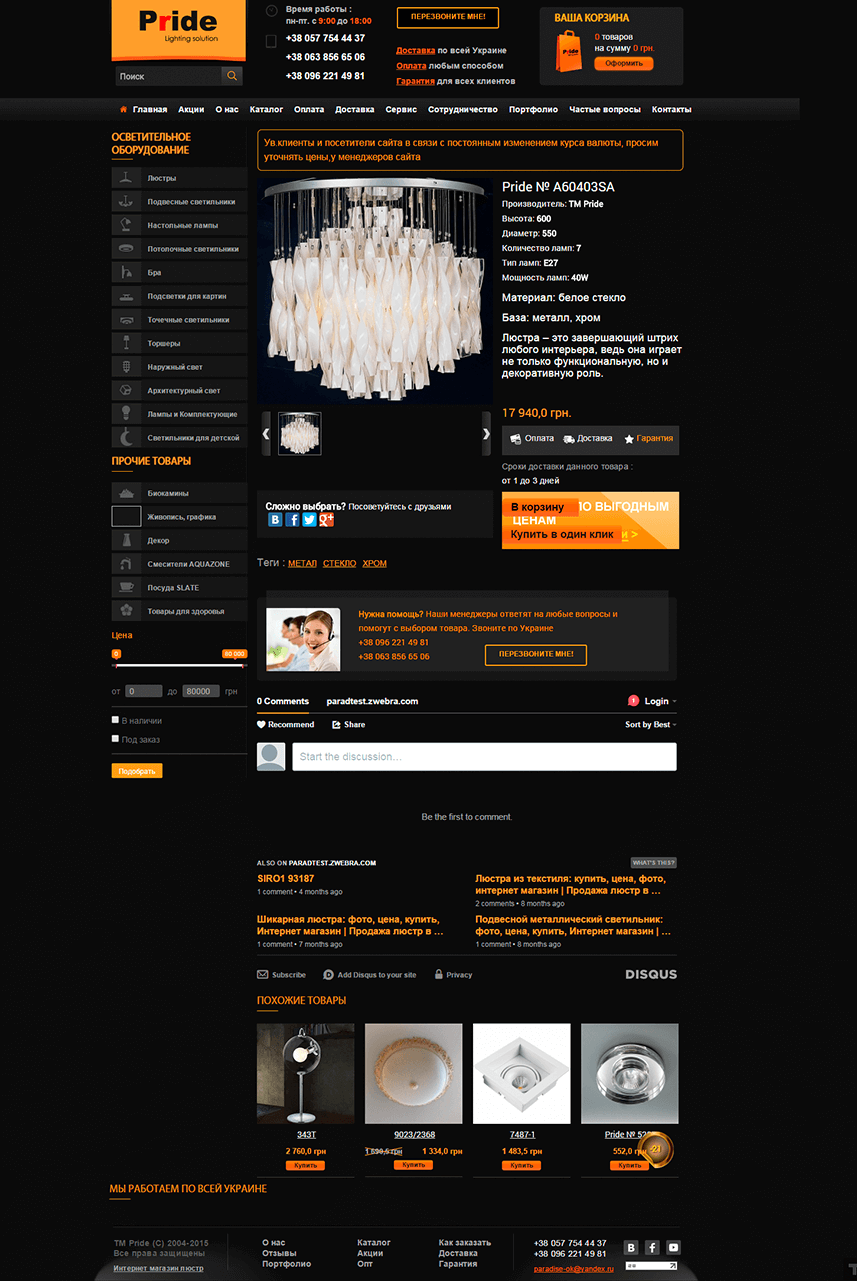 Pride
Lighting solution
Поиск
Время работы :
пн-пт. с 9:00 до 18:00
+38 057 754 44 37
+38 063 856 65 06
+38 096 221 49 81
ПЕРЕЗВОНИТЕ МНЕ!
Доставка по всей Украине
Оплата любым способом
Гарантия для всех клиентов
ВАША КОРЗИНА
0 товаров
на сумму 0 грн.
Оформить
Главная Акции О нас Каталог Оплата Доставка Сервис Сотрудничество Портфолио Частые вопросы Контакты
ОСВЕТИТЕЛЬНОЕ
ОБОРУДОВАНИЕ
Люстры
Подвесные светильники
Настольные лампы
Потолочные светильники
Бра
Подсветки для картин
Точечные светильники
Торшеры
Наружный свет
Архитектурный свет
Лампы и Комплектующие
Светильники для детской
ПРОЧИЕ ТОВАРЫ
Биокамины
Живопись, графика
Декор
Смесители AQUAZONE
Посуда SLATE
Товары для здоровья
Цена
0 80 000
от 0 до 80000 грн
В наличии
Под заказ
Подобрать
Ув.клиенты и посетители сайта в связи с постоянным изменением курса валюты, просим
уточнять цены,у менеджеров сайта
Pride № A60403SA
Производитель: TM Pride
Высота: 600
Диаметр: 550
Количество ламп: 7
Тип ламп: E27
Мощность ламп: 40W
Материал: белое стекло
База: металл, хром
Люстра – это завершающий штрих
любого интерьера, ведь она играет
не только функциональную, но и
декоративную роль.
17 940,0 грн.
Оплата Доставка Гарантия
Сроки доставки данного товара :
от 1 до 3 дней
В корзину ПО ВЫГОДНЫМ
ЦЕНАМ
Купить в один клик >
Сложно выбрать? Посоветуйтесь с друзьями
Теги : МЕТАЛ СТЕКЛО ХРОМ
Нужна помощь? Наши менеджеры ответят на любые вопросы и
помогут с выбором товара. Звоните по Украине
+38 096 221 49 81
+38 063 856 65 06
ПЕРЕЗВОНИТЕ МНЕ!
0 Comments paradtest.zwebra.com 1 Login
Recommend Share Sort by Best
Start the discussion…
Be the first to comment.
ALSO ON PARADTEST.ZWEBRA.COM WHAT'S THIS?
SIRO1 93187
1 comment • 4 months ago
Люстра из текстиля: купить, цена, фото,
интернет магазин | Продажа люстр в …
2 comments • 8 months ago
Шикарная люстра: фото, цена, купить,
Интернет магазин | Продажа люстр в …
1 comment • 7 months ago
Подвесной металлический светильник:
фото, цена, купить, Интернет магазин | …
1 comment • 8 months ago
Subscribe Add Disqus to your site Privacy DISQUS
ПОХОЖИЕ ТОВАРЫ
343T
2 760,0 грн
Купить
9023/2368
1 334,0 грн
Купить
7487-1
1 483,5 грн
Купить
Pride №
552,0 грн
-21
Купить
МЫ РАБОТАЕМ ПО ВСЕЙ УКРАИНЕ
TM Pride (C) 2004-2015
Все права защищены
Интернет магазин люстр
О нас
Отзывы
Портфолио
Каталог
Акции
Опт
Как заказать
Доставка
Гарантия
+38 057 754 44 37
+38 096 221 49 81
paradise-ok@yandex.ru